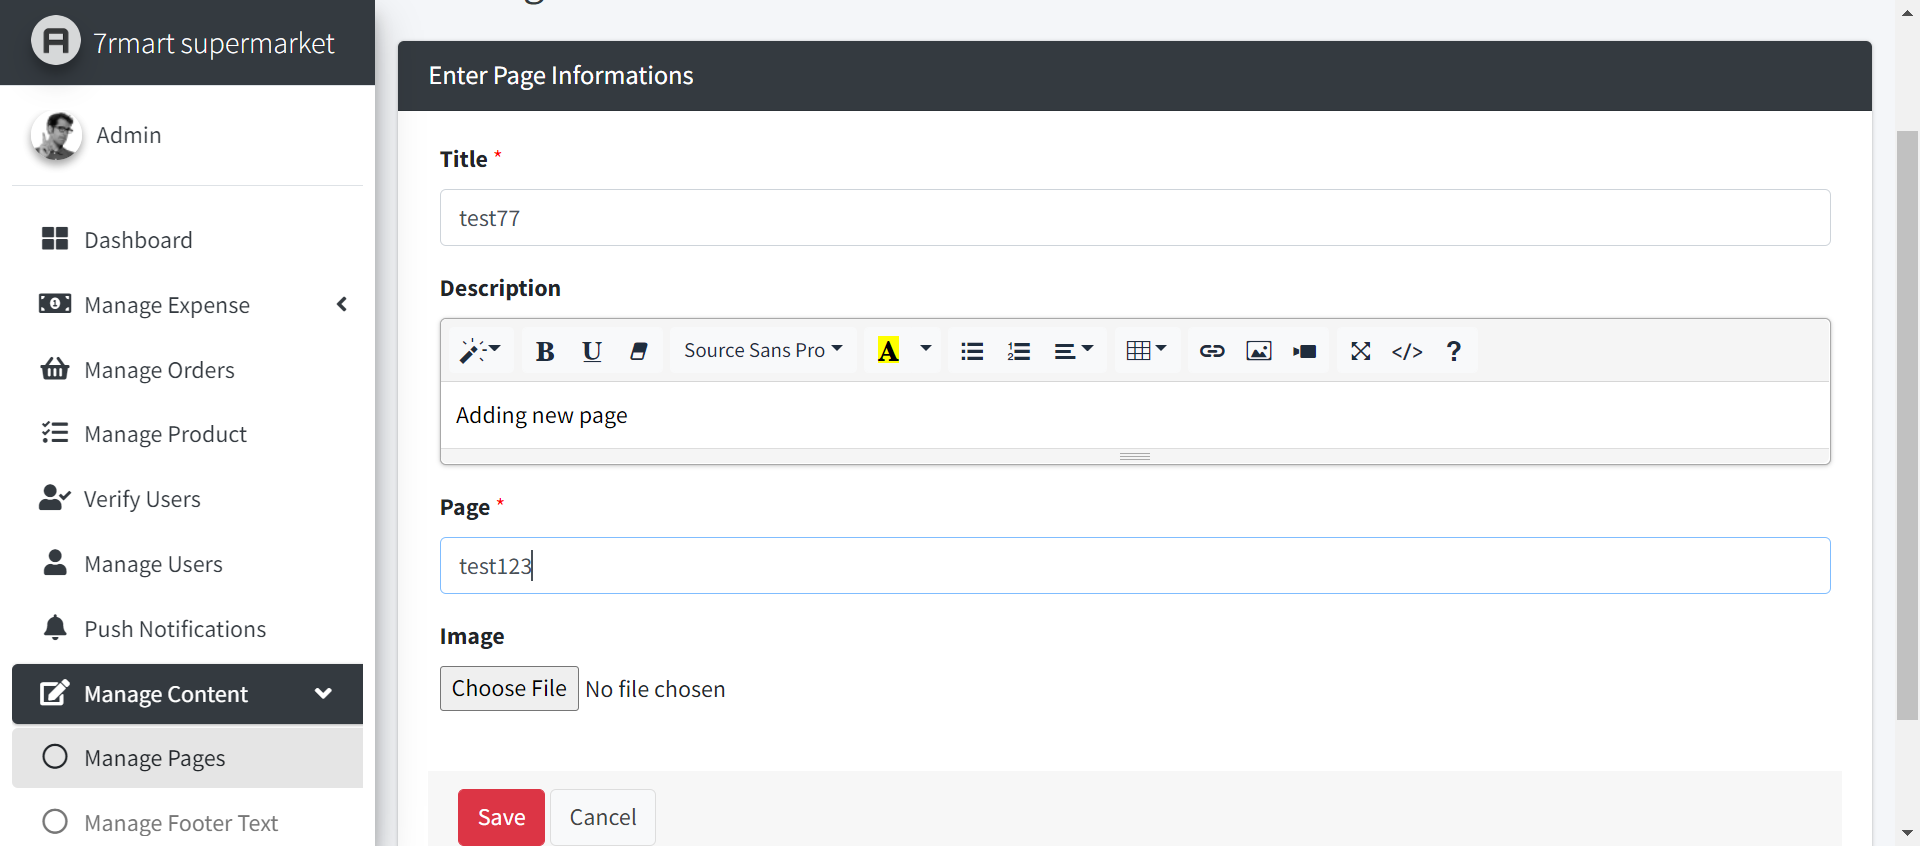 7rmart supermarket
Admin
Dashboard
Manage Expense
Manage Orders
Manage Product
Verify Users
Manage Users
Push Notifications
Manage Content
Manage Pages
Manage Footer Text
Enter Page Informations
Title *
test77
Description
B U Source Sans Pro A </> ?
Adding new page
Page *
test123
Image
Choose File No file chosen
Save Cancel